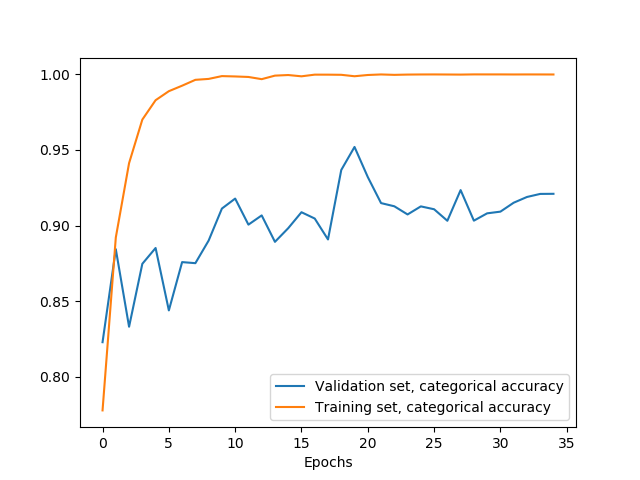 1.00
0.95
0.90
0.85
0.80
Validation set, categorical accuracy
Training set, categorical accuracy
0 5 10 15 20 25 30 35
Epochs